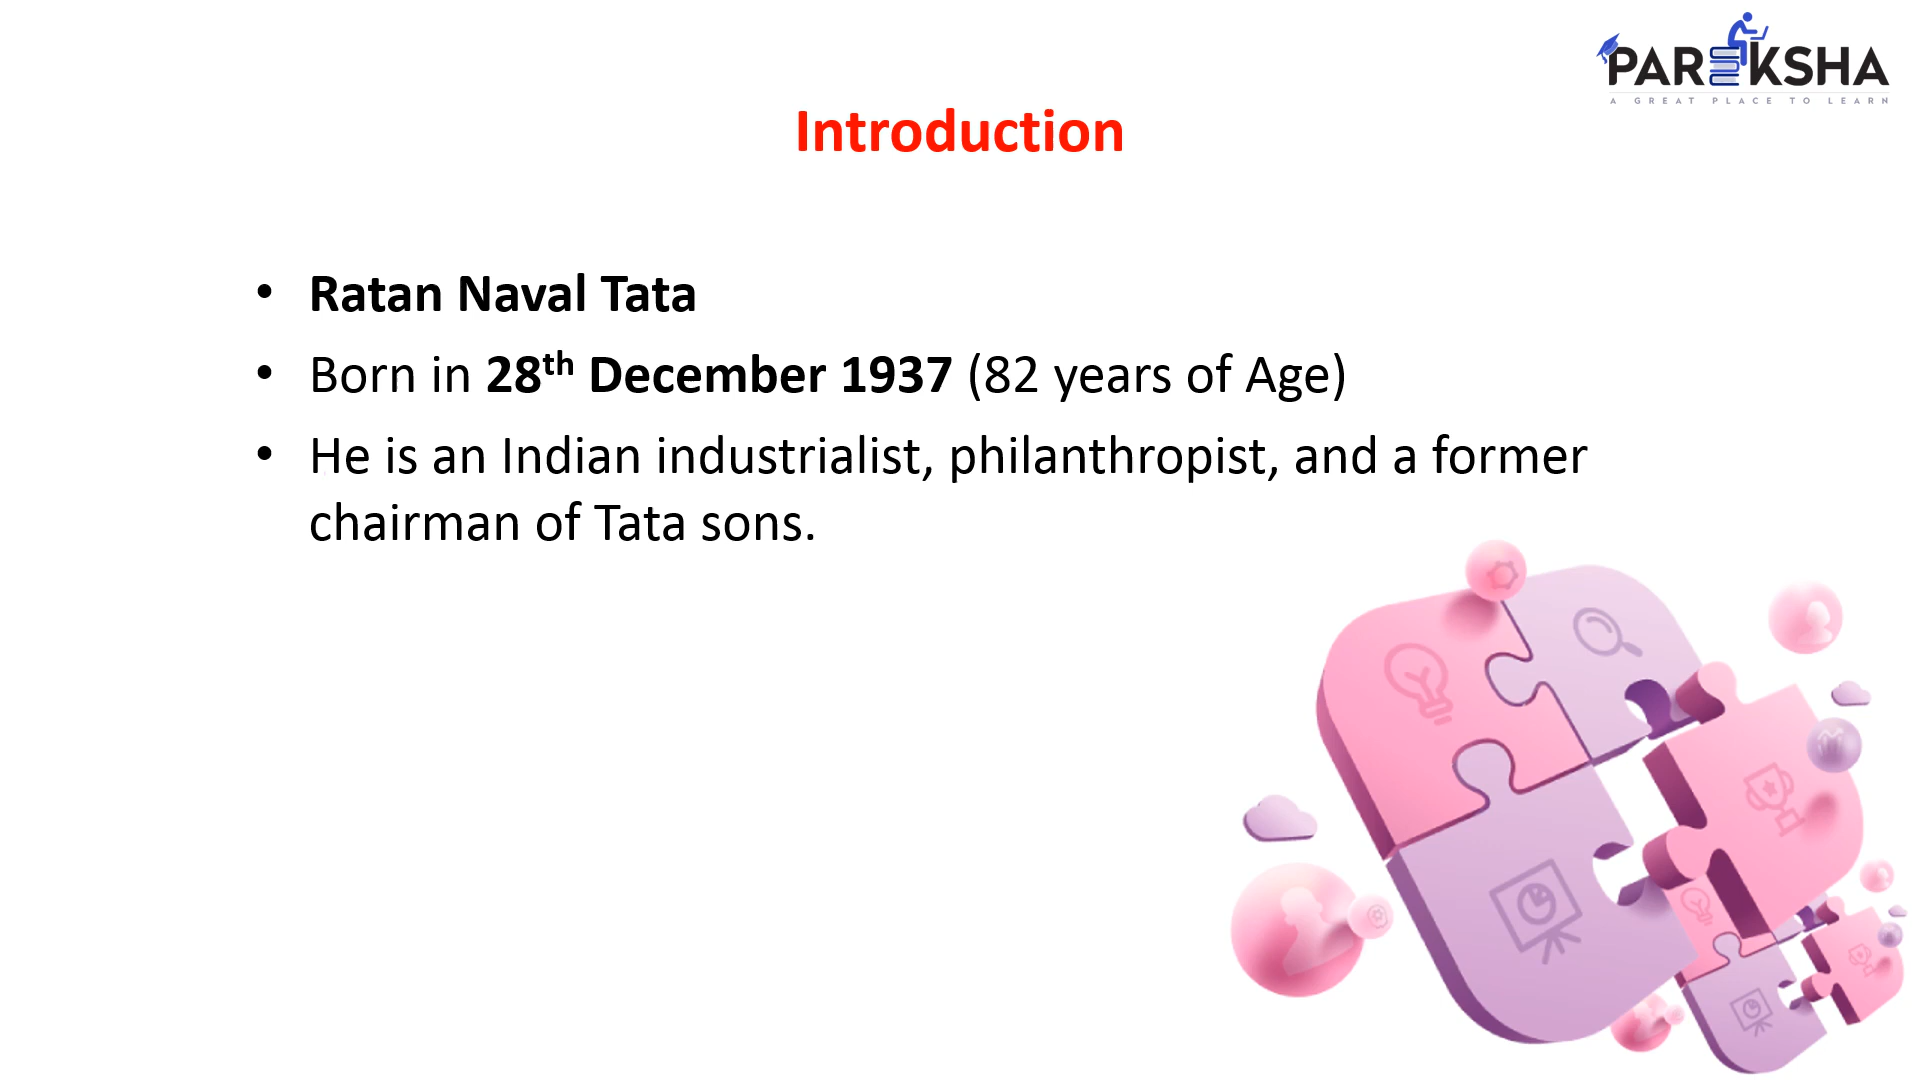 PAREEKSHA
A GREAT PLACE TO LEARN
Introduction
• Ratan Naval Tata
• Born in 28th December 1937 (82 years of Age)
• He is an Indian industrialist, philanthropist, and a former
chairman of Tata sons.